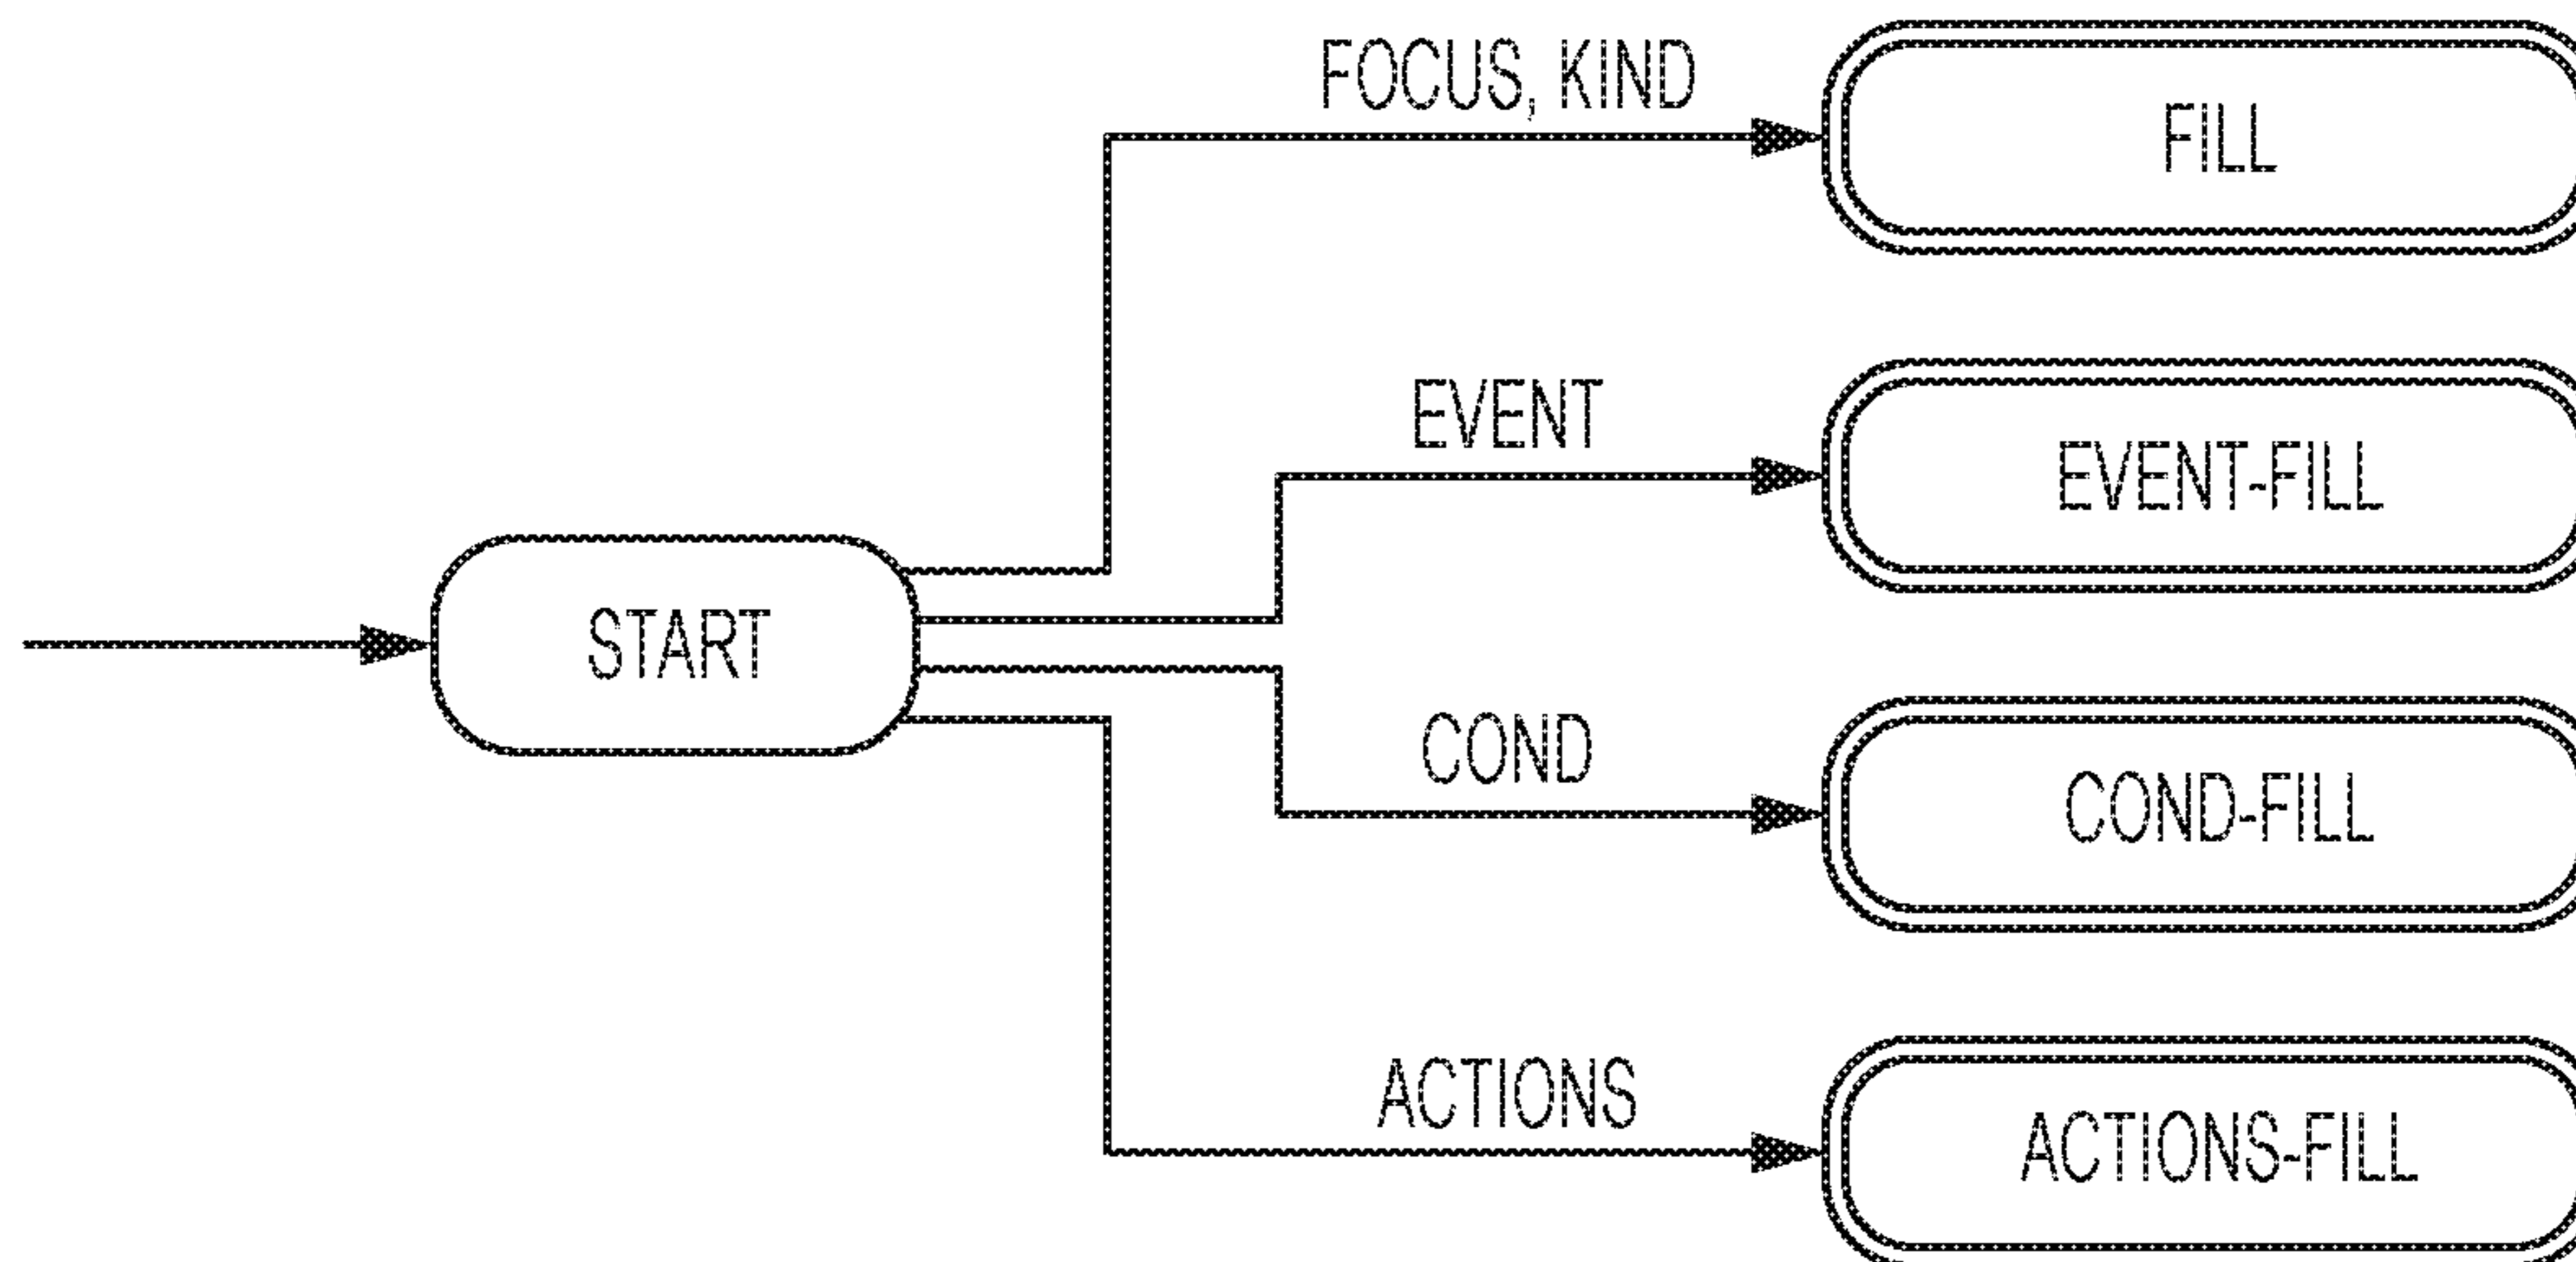 FOCUS, KIND
FILL
EVENT
EVENT-FILL
START
COND
COND-FILL
ACTIONS
ACTIONS-FILL